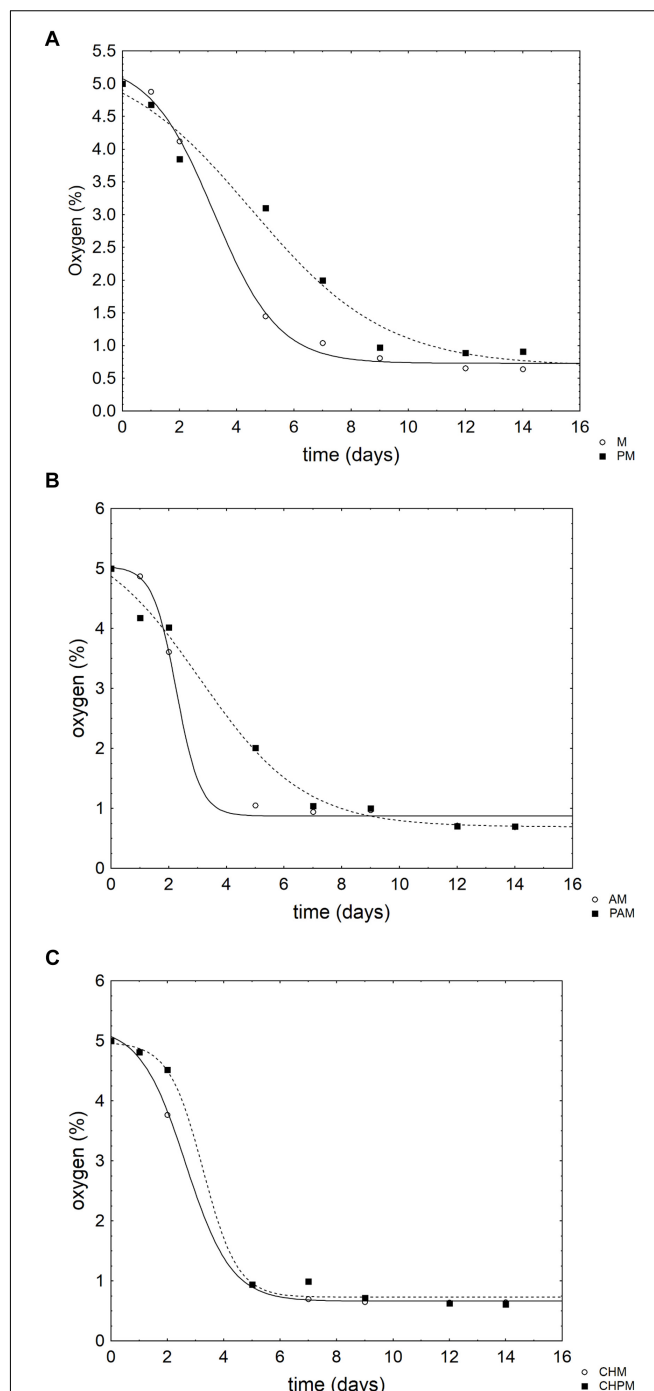 A
5.5
5.0
4.5
4.0
3.5
3.0
2.5
2.0
1.5
1.0
0.5
0.0
Oxygen (%)
0 2 4 6 8 10 12 14 16
time (days)
M
PM
B
6
5
4
3
2
1
0
oxygen (%)
0 2 4 6 8 10 12 14 16
time (days)
AM
PAM
C
6
5
4
3
2
1
0
oxygen (%)
0 2 4 6 8 10 12 14 16
time (days)
CHM
CHPM